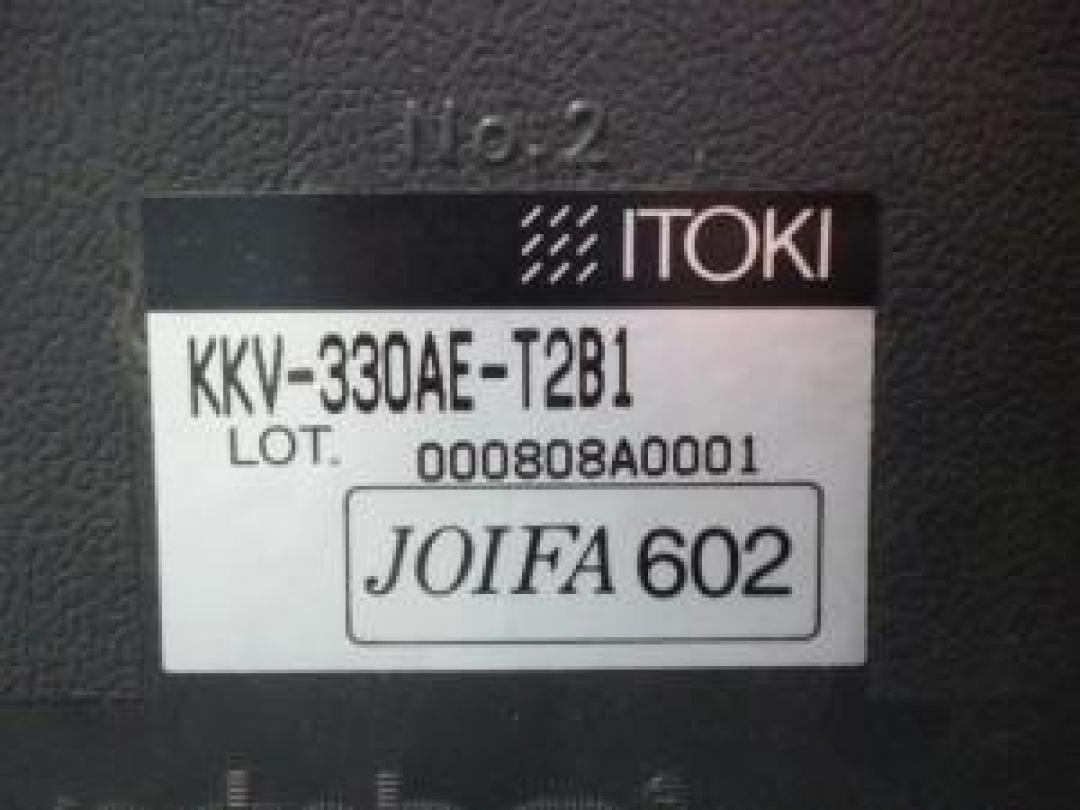 No.2
ITOKI
KKV-330AE-T2B1
LOT. 000808A0001
JOIFA 602